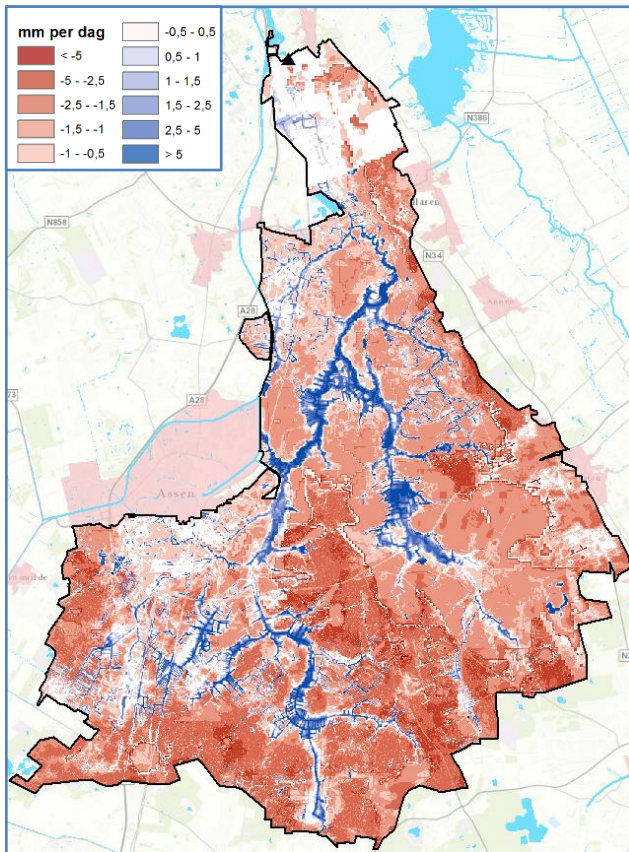 mm per dag
< -5
-5 - -2,5
-2,5 - -1,5
-1,5 - -1
-1 - -0,5
-0,5 - 0,5
0,5 - 1
1 - 1,5
1,5 - 2,5
2,5 - 5
> 5
N386
Haren
N858
N34
A28
73
A28
Assen